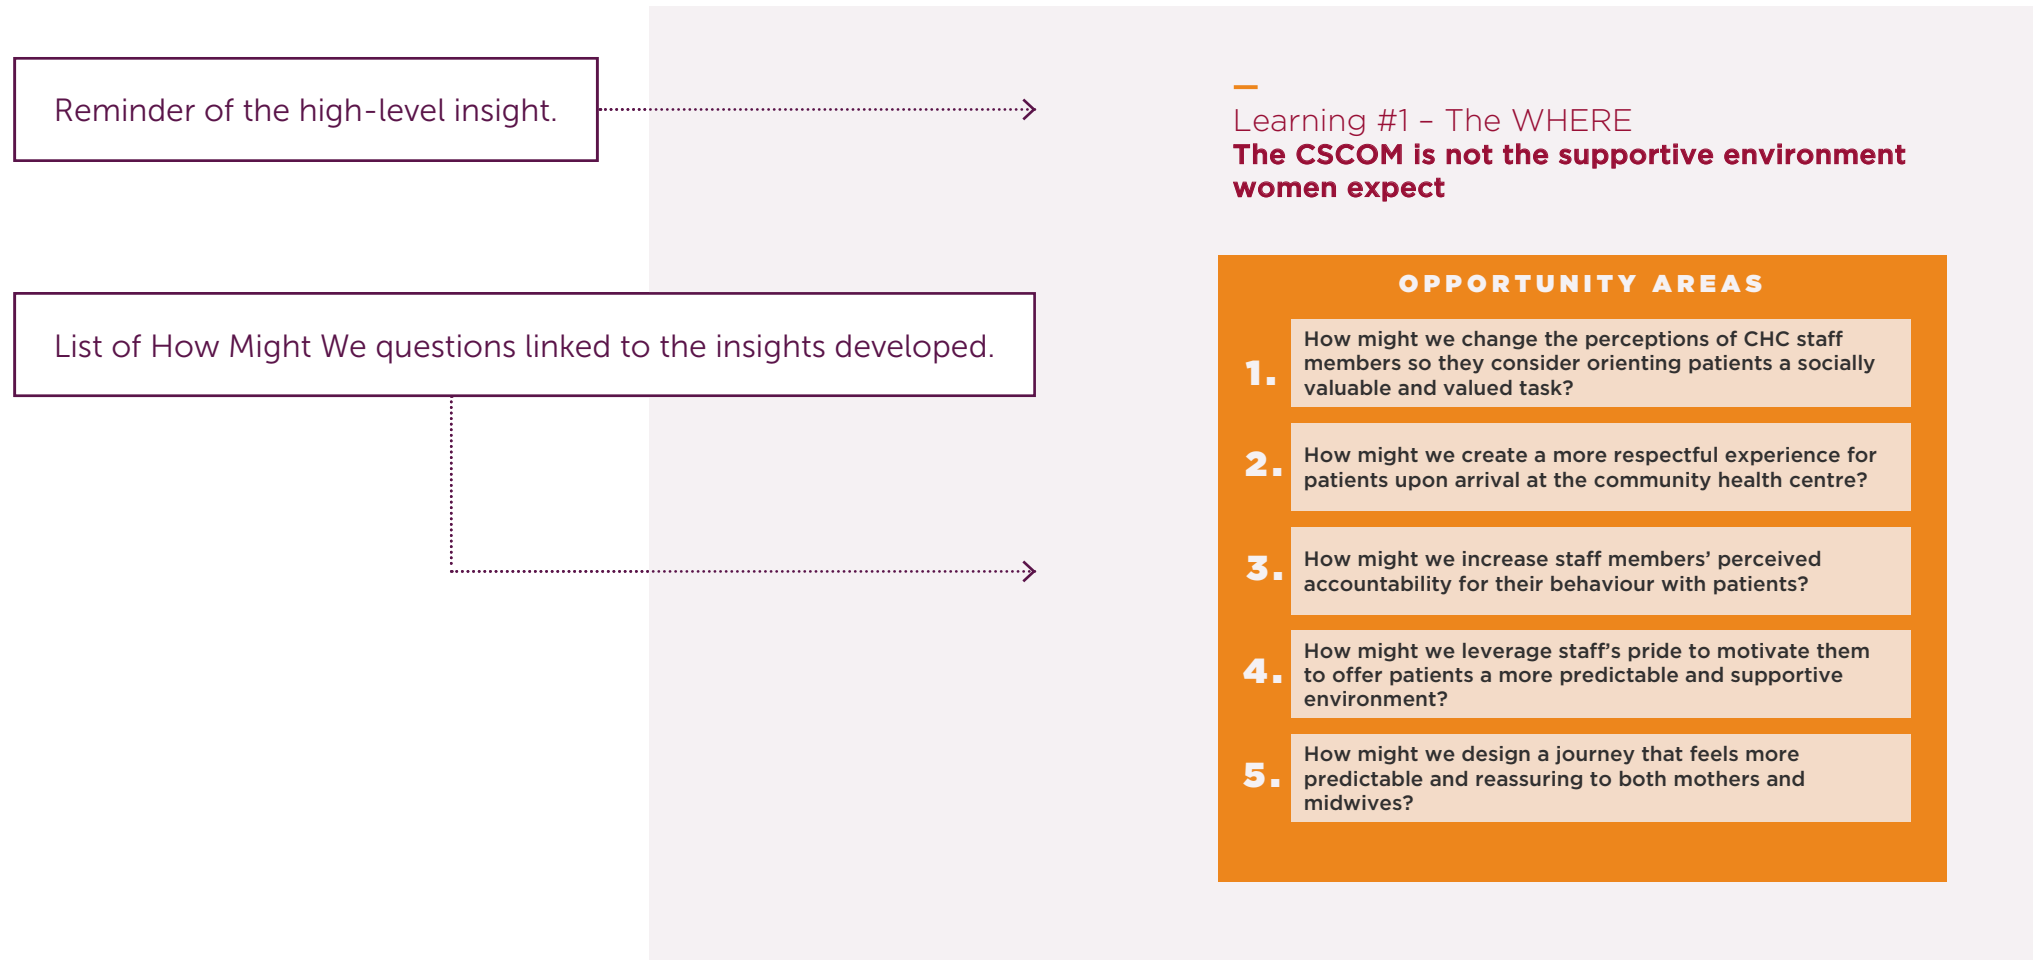 Reminder of the high-level insight.
Learning #1 – The WHERE
The CSCOM is not the supportive environment
women expect
List of How Might We questions linked to the insights developed.
OPPORTUNITY AREAS
1.
How might we change the perceptions of CHC staff
members so they consider orienting patients a socially
valuable and valued task?
2.
How might we create a more respectful experience for
patients upon arrival at the community health centre?
3.
How might we increase staff members’ perceived
accountability for their behaviour with patients?
4.
How might we leverage staff’s pride to motivate them
to offer patients a more predictable and supportive
environment?
5.
How might we design a journey that feels more
predictable and reassuring to both mothers and
midwives?